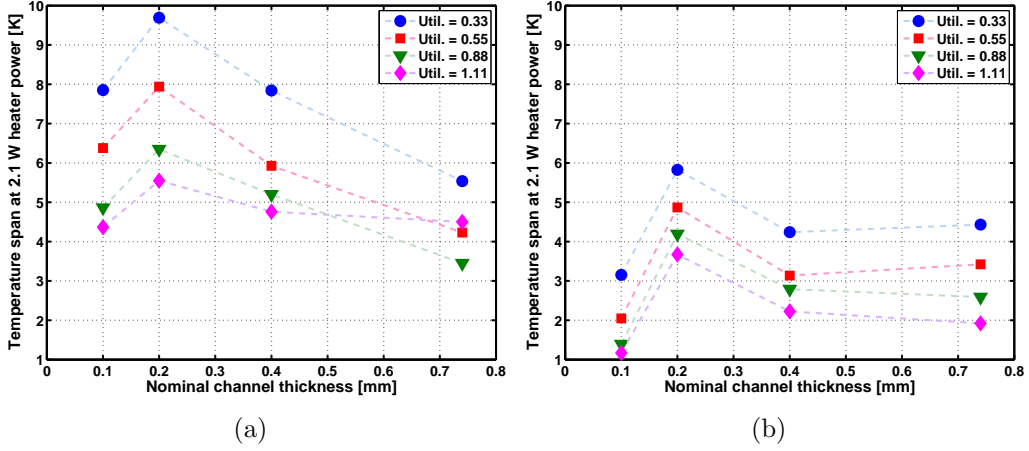 Temperature span at 2.1 W heater power [K]
10
9
8
7
6
5
4
3
2
1
0 0.1 0.2 0.3 0.4 0.5 0.6 0.7 0.8
Nominal channel thickness [mm]
Util. = 0.33
Util. = 0.55
Util. = 0.88
Util. = 1.11
(a)
Temperature span at 2.1 W heater power [K]
10
9
8
7
6
5
4
3
2
1
0 0.1 0.2 0.3 0.4 0.5 0.6 0.7 0.8
Nominal channel thickness [mm]
Util. = 0.33
Util. = 0.55
Util. = 0.88
Util. = 1.11
(b)